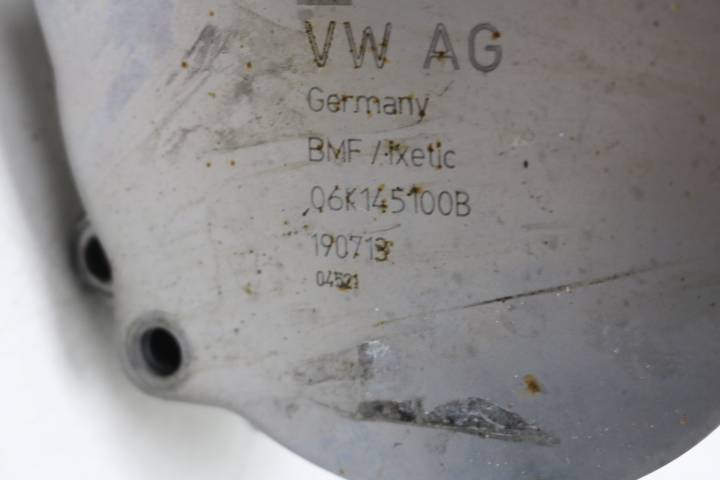 VW AG
Germany
BMF / ixetic
06K145100B
190713
04521